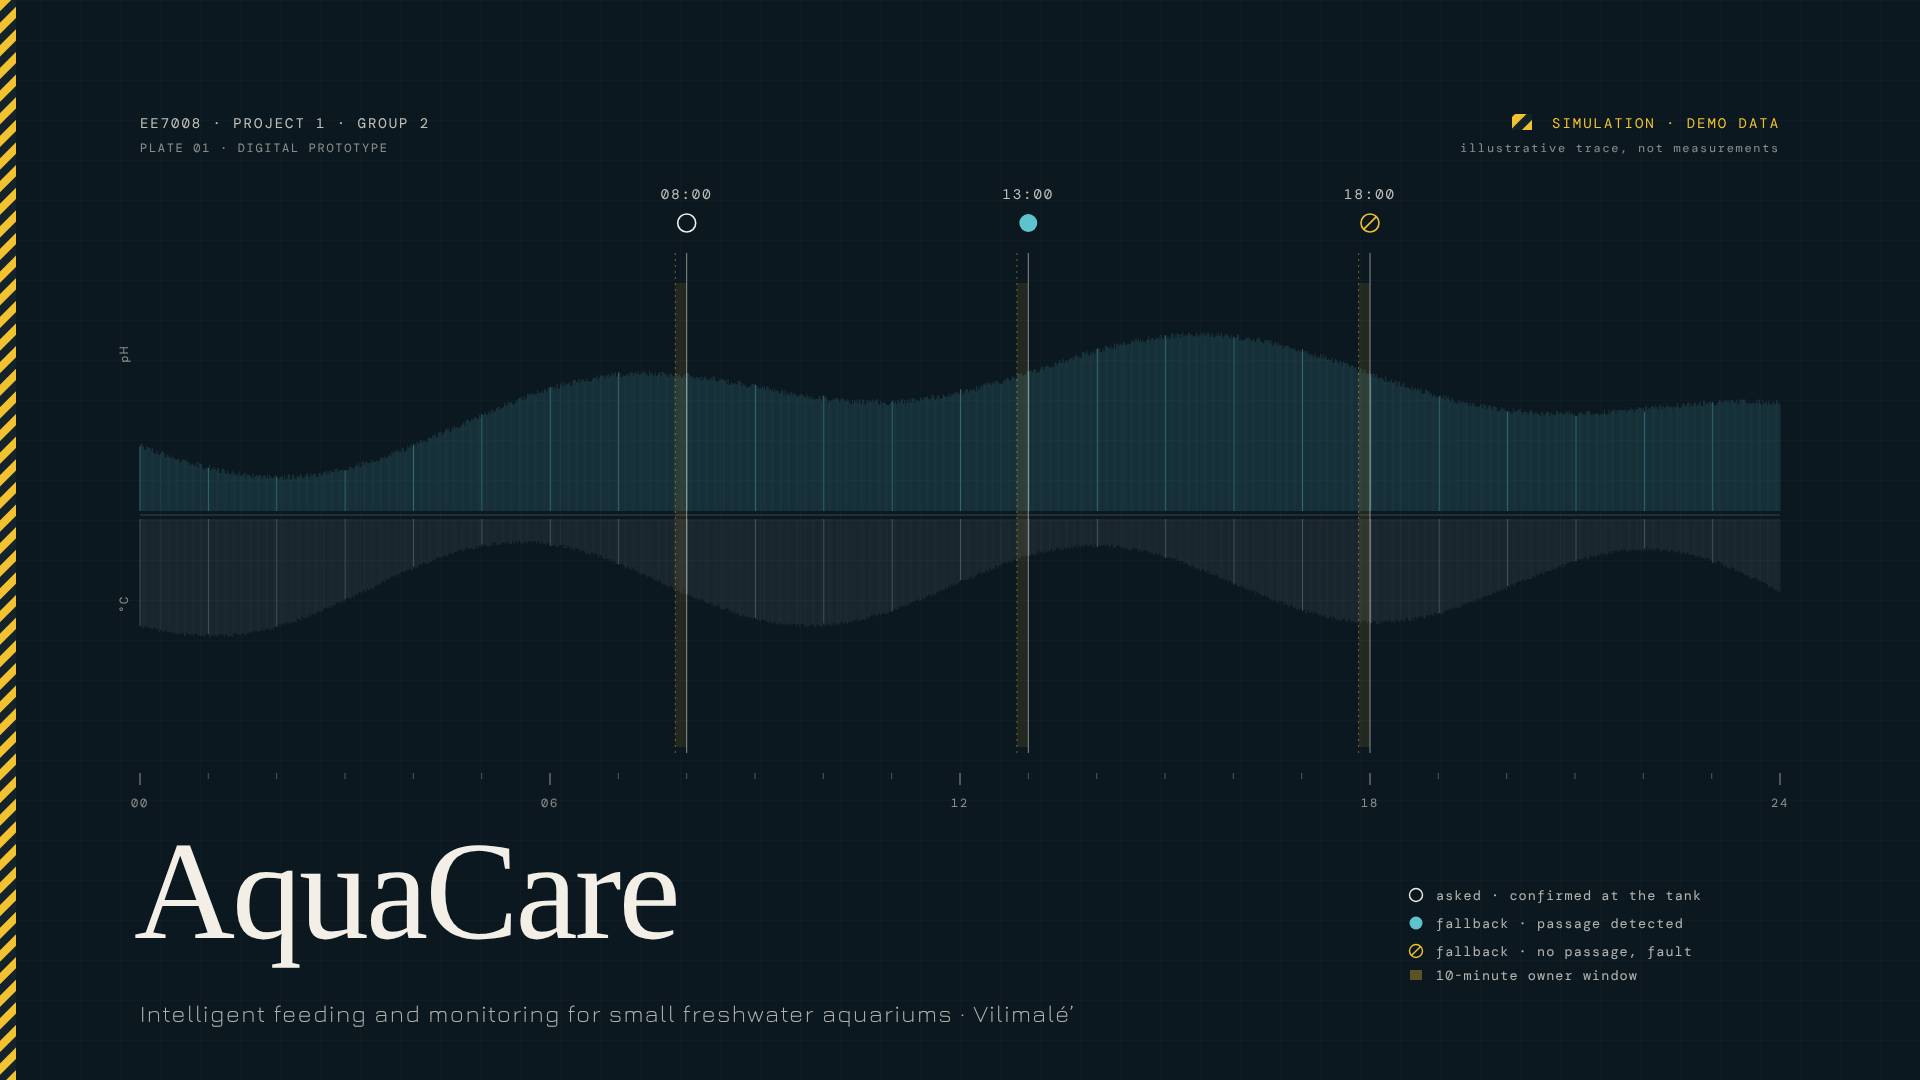 EE7008 · PROJECT 1 · GROUP 2
SIMULATION · DEMO DATA
PLATE 01 · DIGITAL PROTOTYPE
illustrative trace, not measurements
08:00
13:00
18:00
pH
°C
00
06
12
18
24
AquaCare
asked · confirmed at the tank
fallback · passage detected
fallback · no passage, fault
10-minute owner window
Intelligent feeding and monitoring for small freshwater aquariums · Vilimalé’